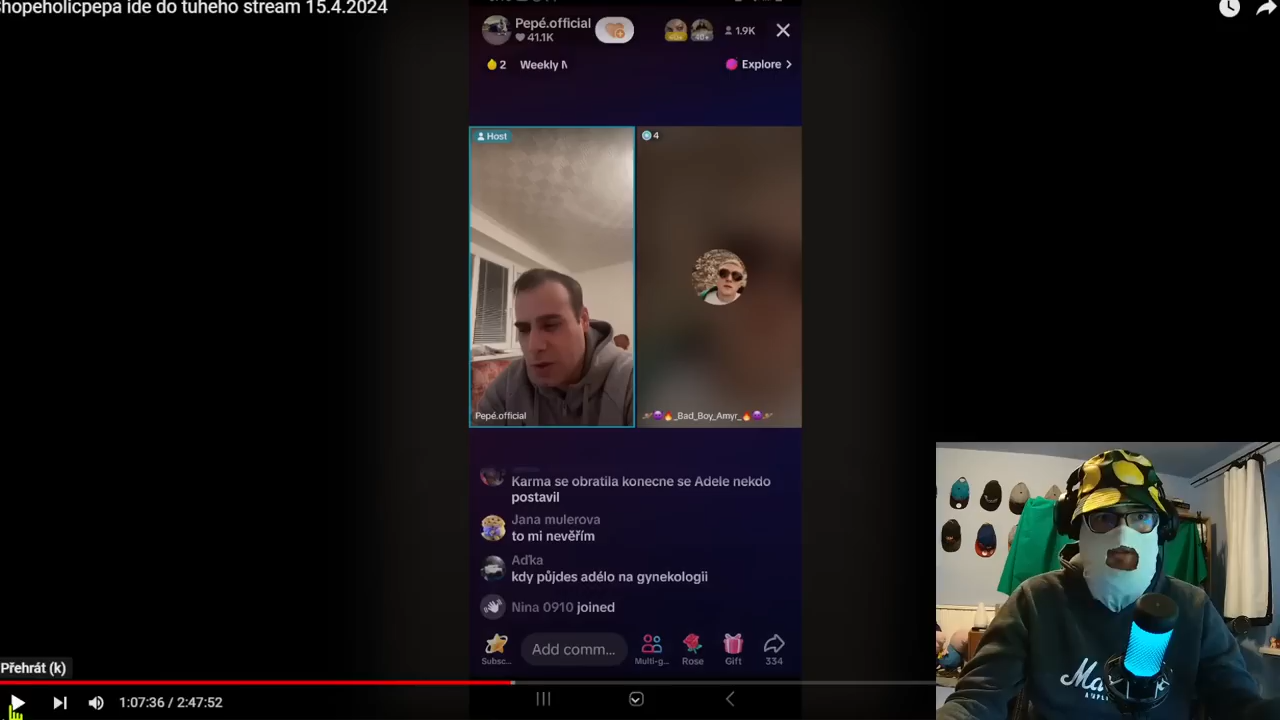 hopeholicpepa ide do tuheho stream 15.4.2024
Pepé.official
41.1K
1.9K
2 Weekly
Explore
Host
4
Pepé.official
_Bad_Boy_Amyr_
Karma se obratila konecne se Adele nekdo
postavil
Jana mulerova
to mi nevěřím
Aďka
kdy půjdes adélo na gynekologii
Nina 0910 joined
Subsc...
Add comm...
Multi-g...
Rose
Gift
334
Přehrát (k)
1:07:36 / 2:47:52